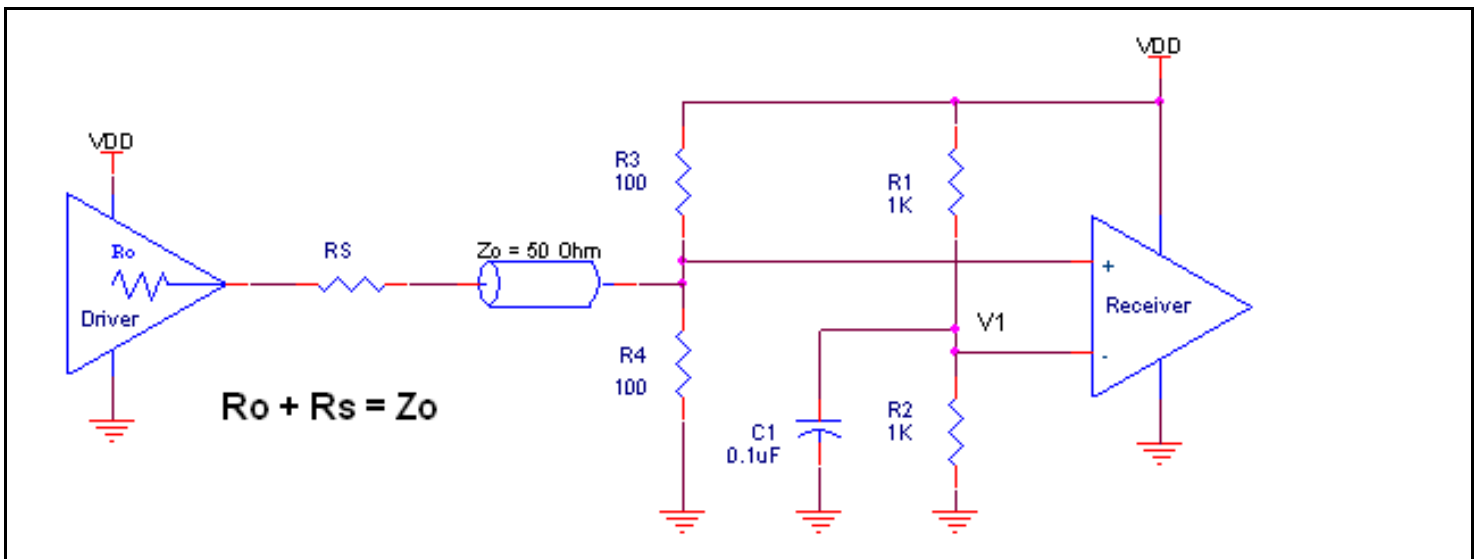 VDD
VDD
R3
100
R1
1K
Ro
RS
Zo = 50 Ohm
+
Driver
Receiver
V1
R4
100
-
Ro + Rs = Zo
R2
1K
C1
0.1uF